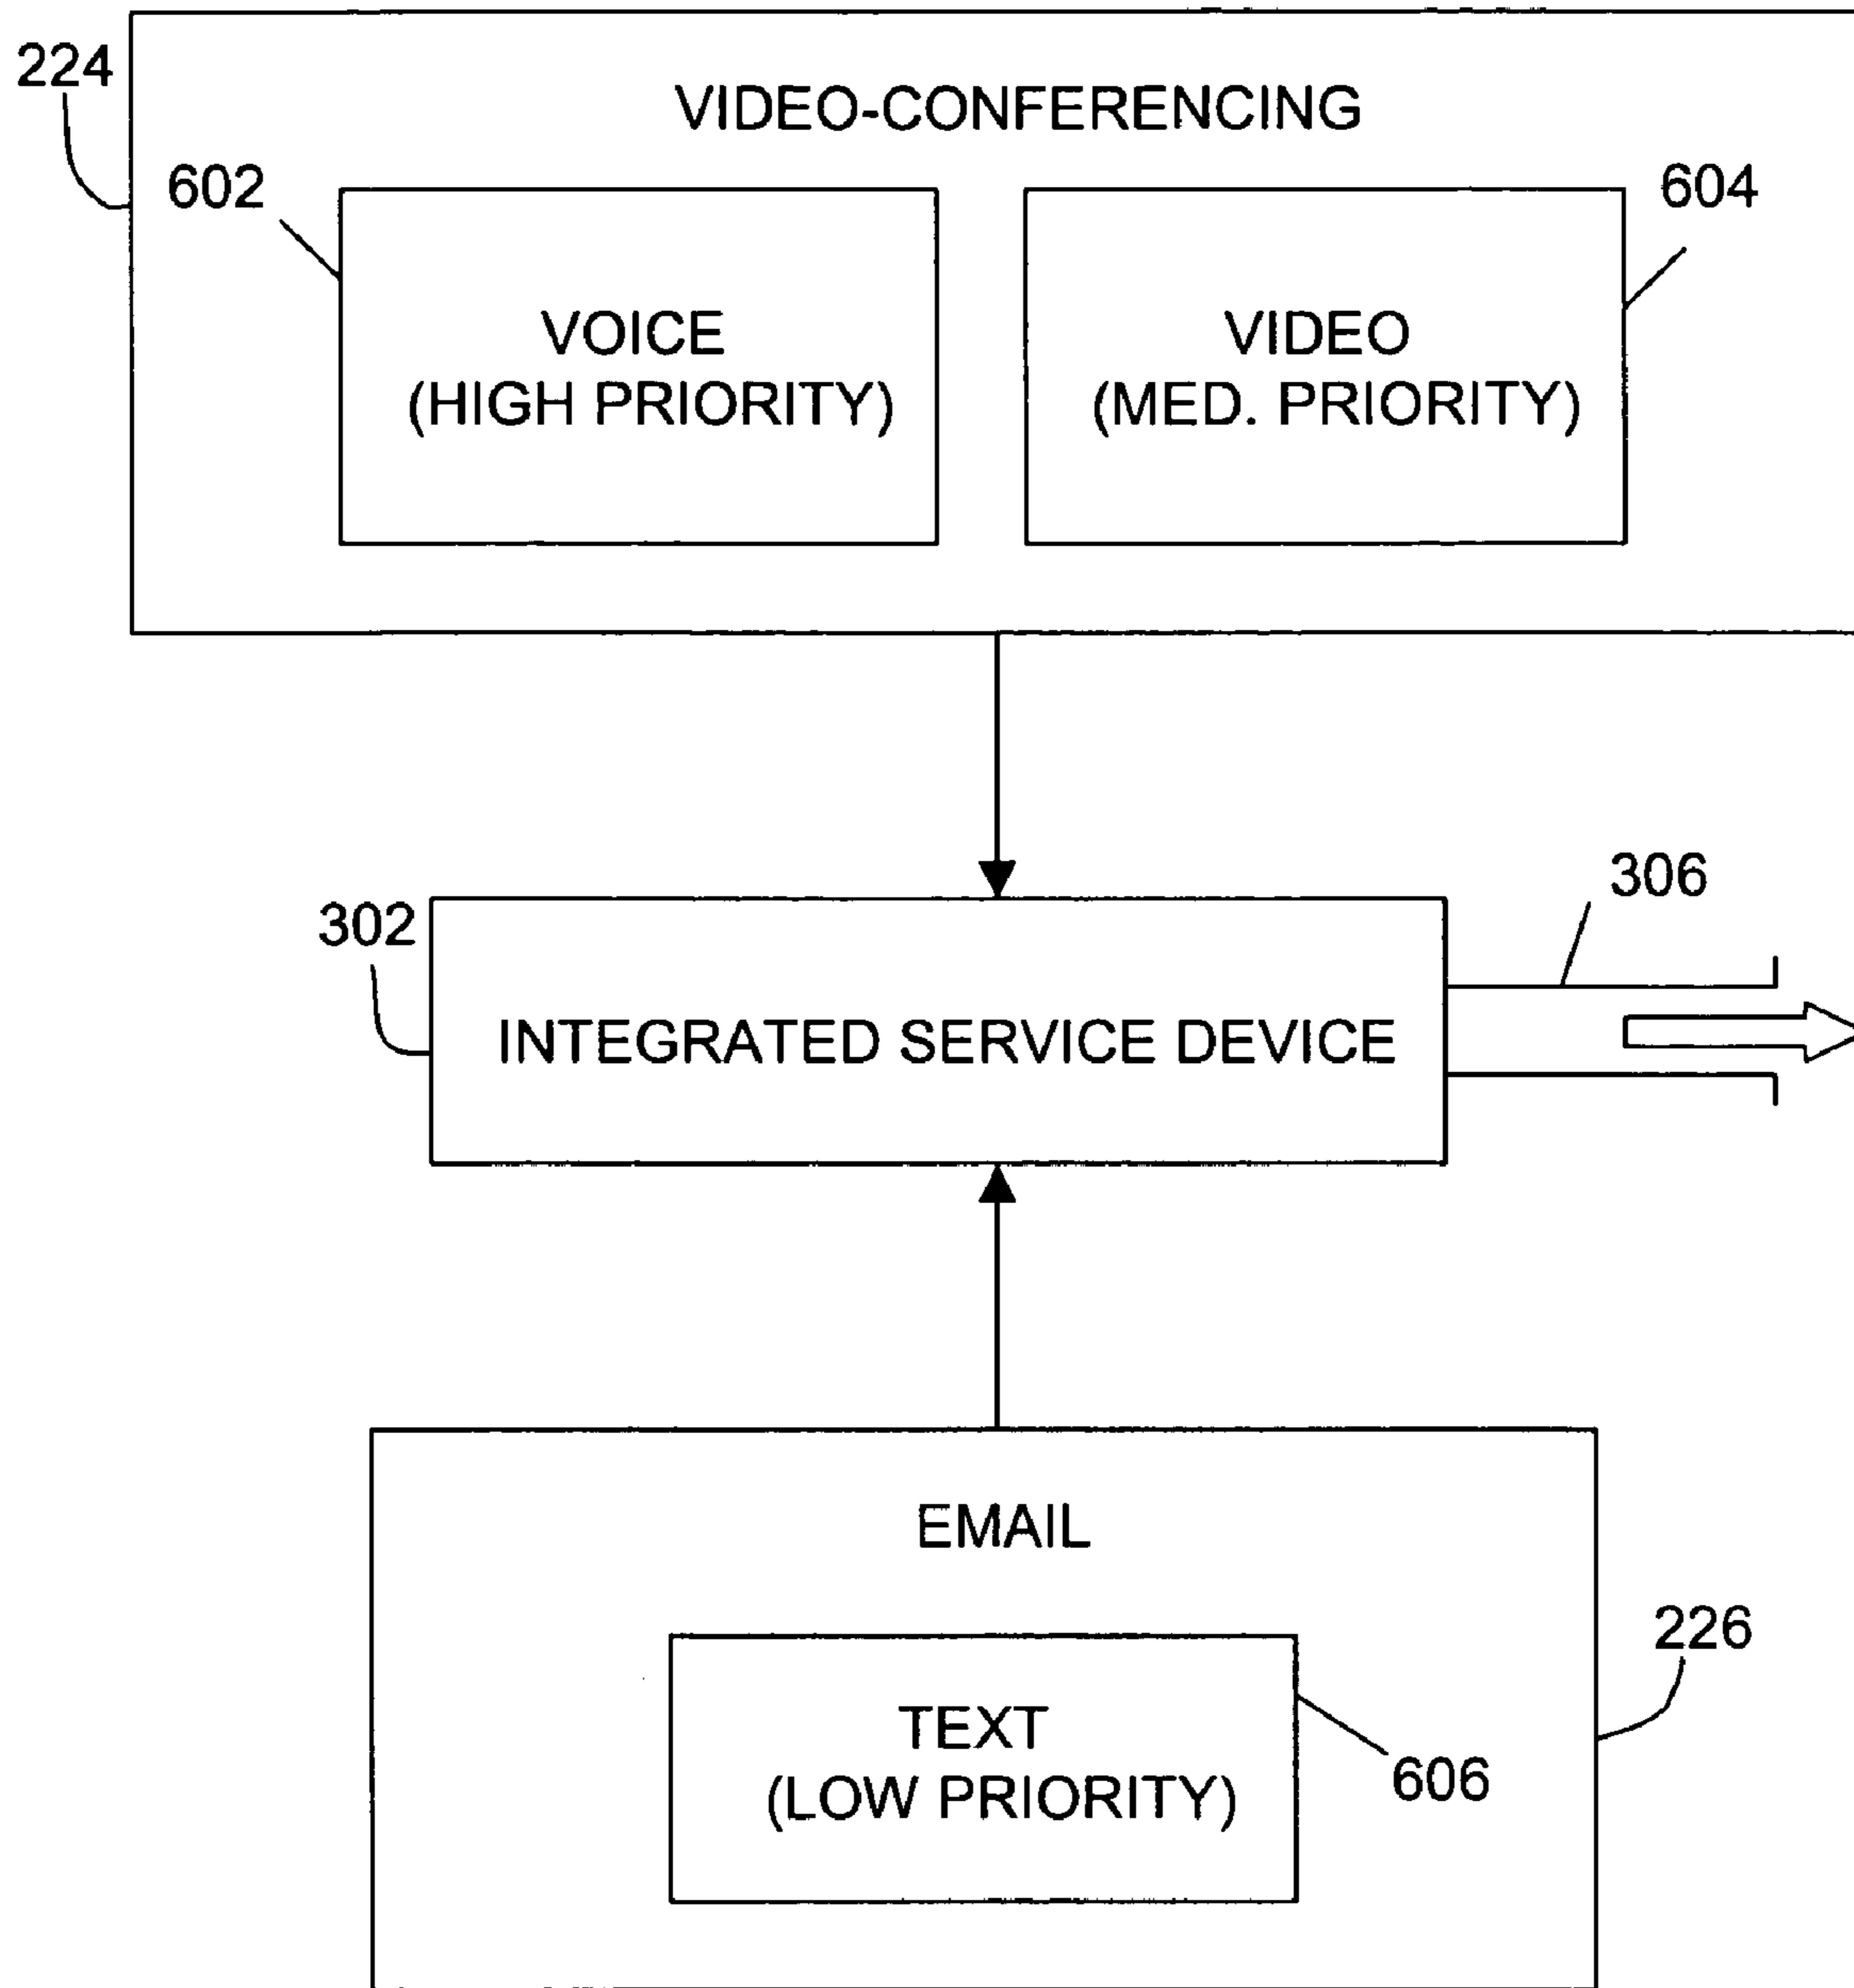 224
VIDEO-CONFERENCING
602
604
VOICE
(HIGH PRIORITY)
VIDEO
(MED. PRIORITY)
306
302
INTEGRATED SERVICE DEVICE
EMAIL
226
TEXT
(LOW PRIORITY)
606